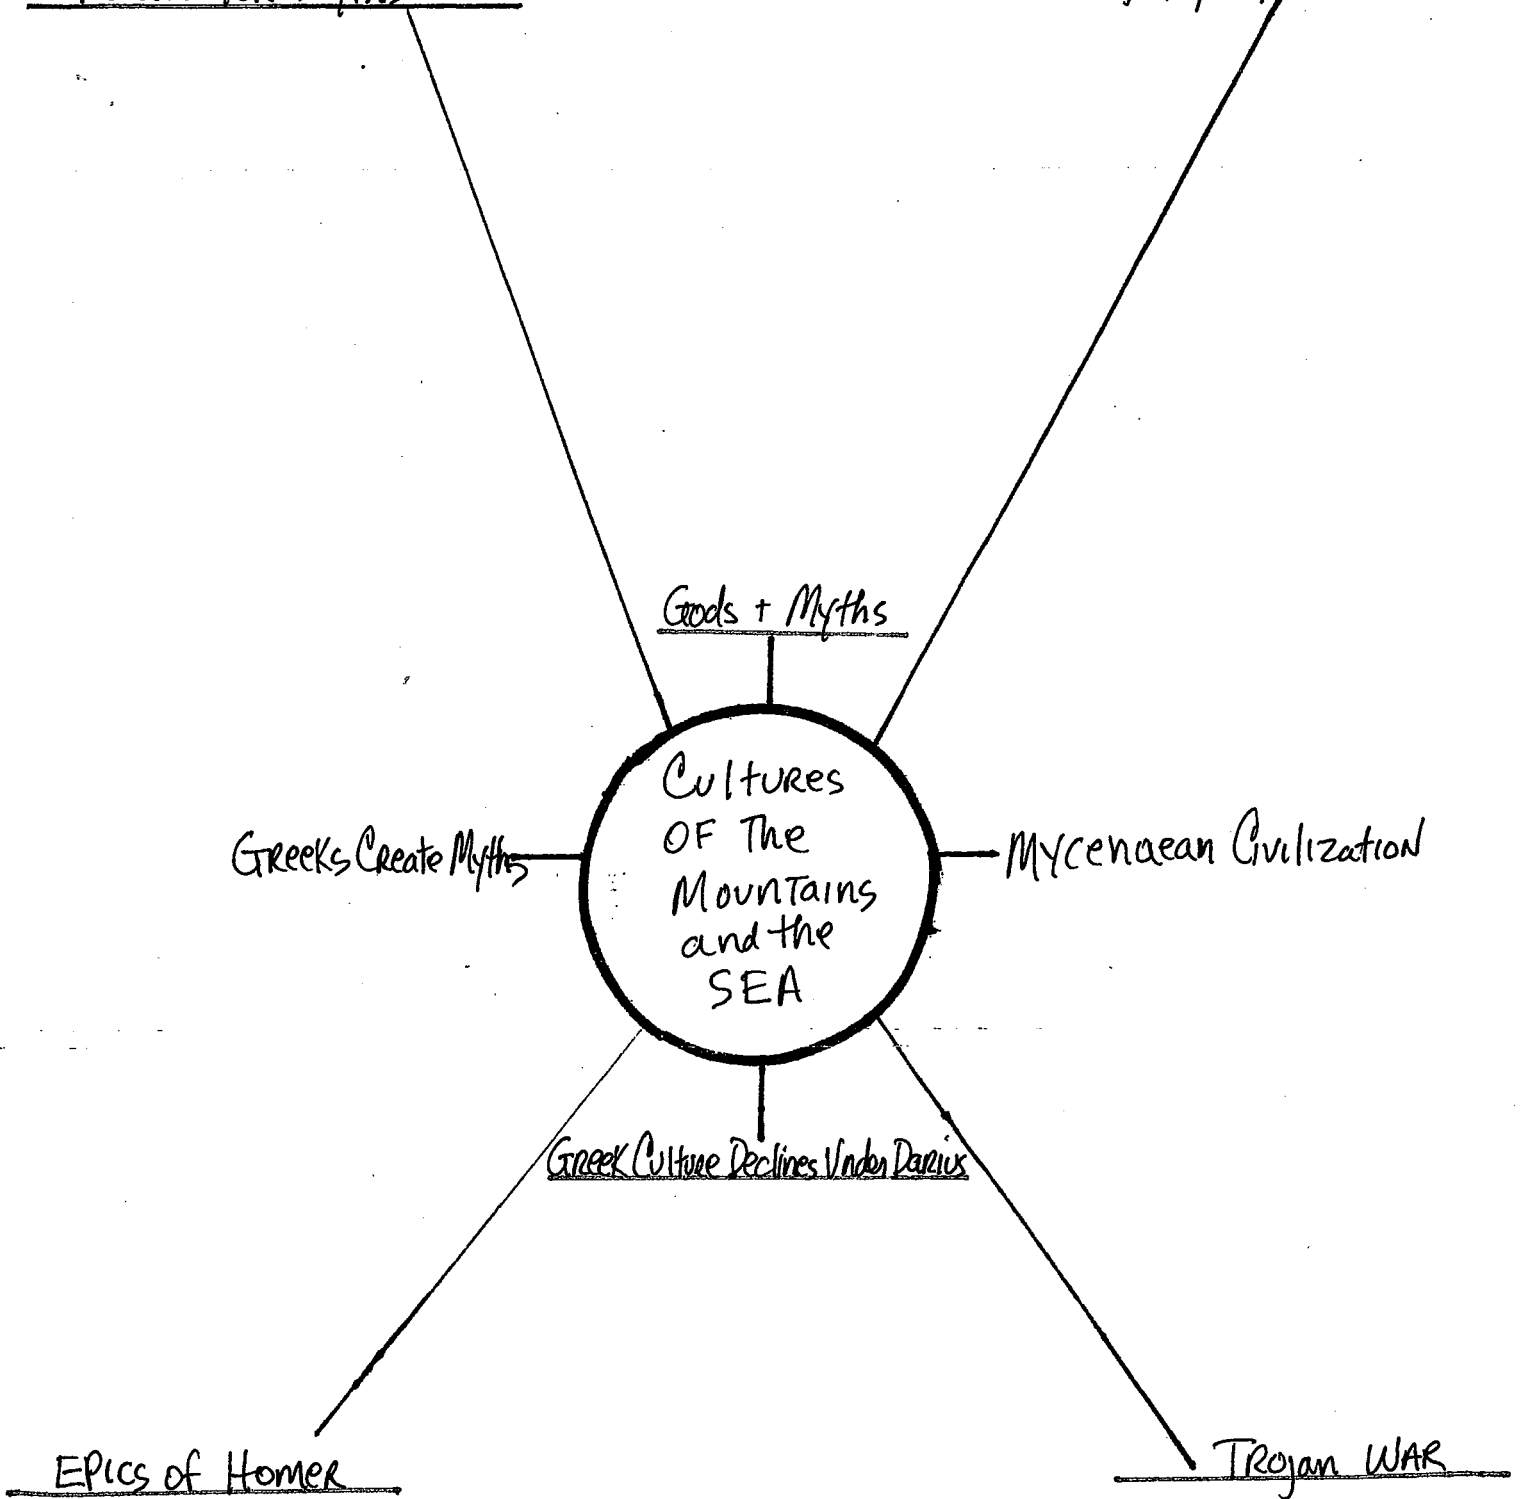 Gods + Myths
Cultures
OF The
Mountains
and the
SEA
Greeks Create Myths
Mycenaean Civilization
Greek Culture Declines Under Darius
EPICS of Homer
Trojan WAR